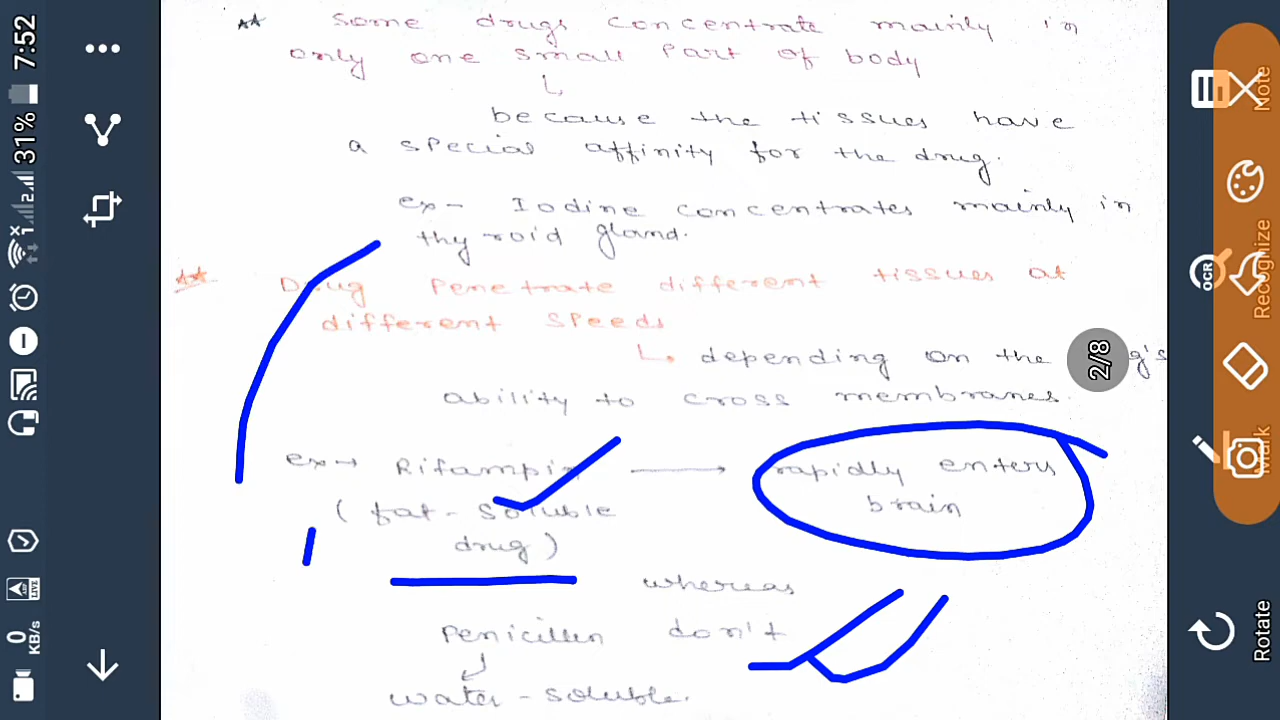 7:52
31%
0 KB/s
** Some drugs concentrate mainly in
only one small part of body
because the tissues have
a special affinity for the drug.
ex- Iodine concentrates mainly in
thyroid gland.
** Drug Penetrate different tissues at
different speeds
depending on the g's
ability to cross membranes.
ex→ Rifampin → rapidly enters
(fat-soluble brain
drug)
whereas
Penicillen don't
water-soluble.
2/8
Note
OCR
Recognize
Mark
Rotate